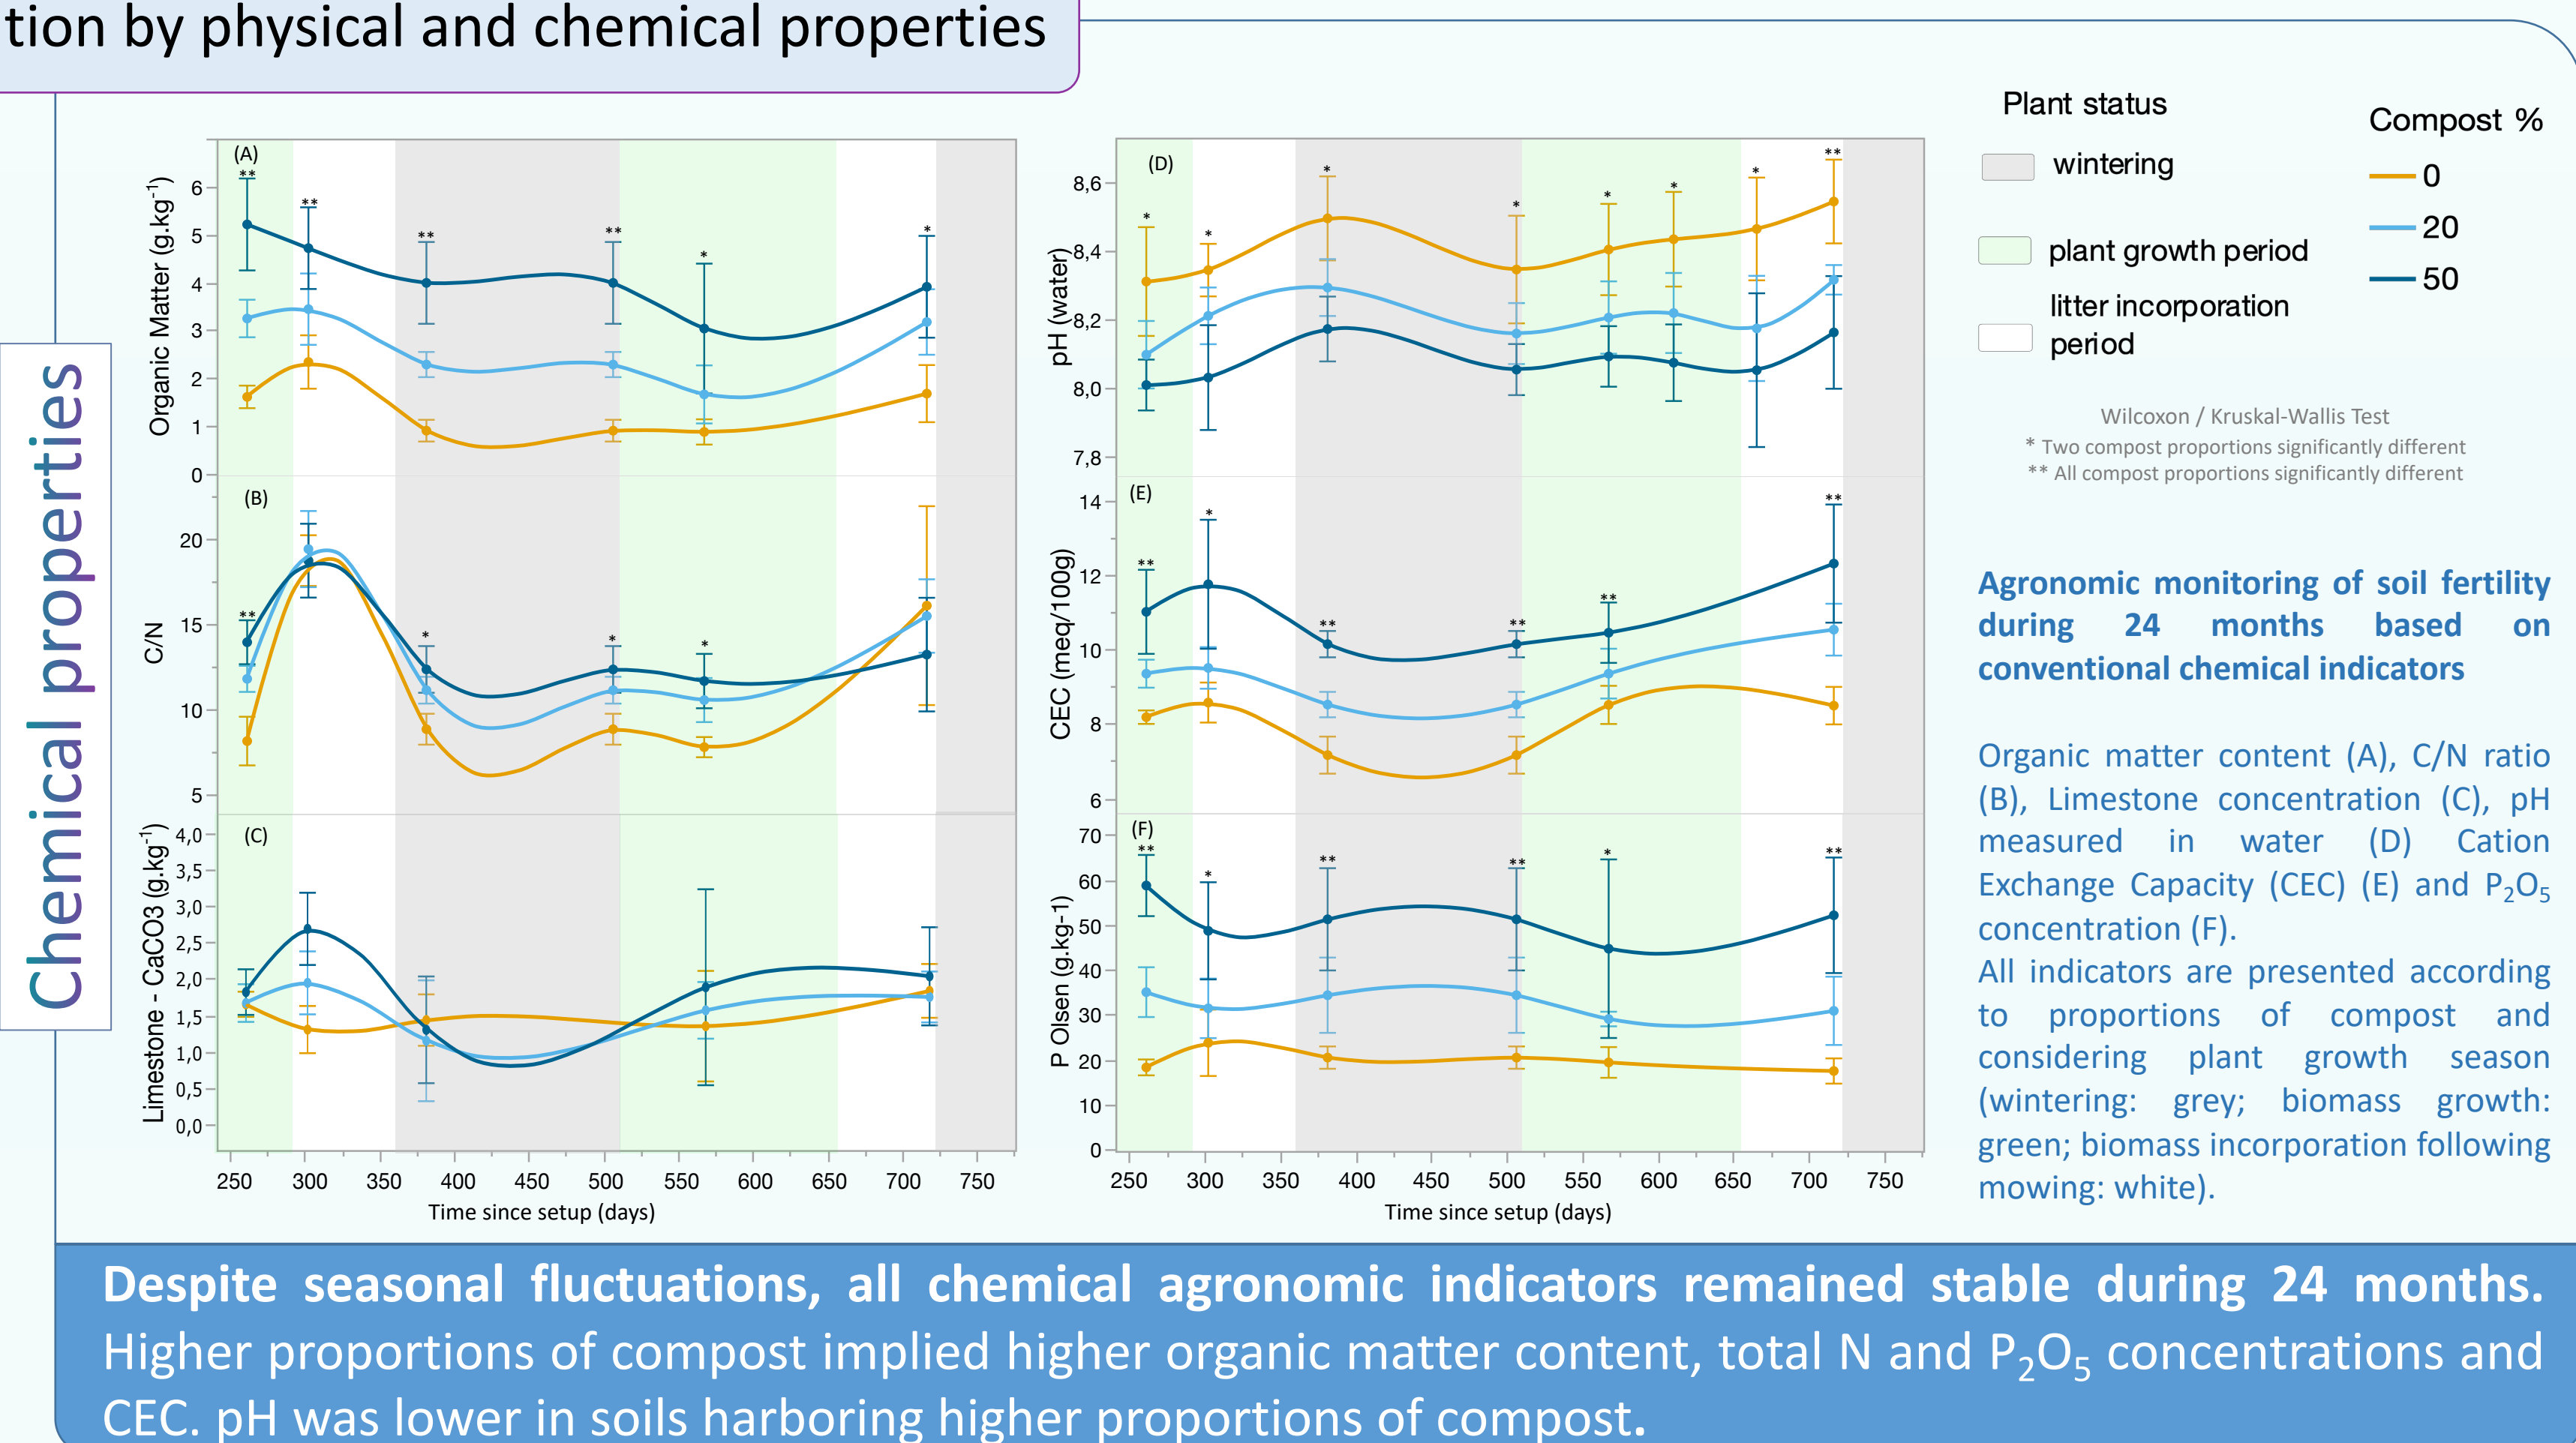 tion by physical and chemical properties
Chemical properties
(A)
** ** ** ** * *
Organic Matter (g.kg-1)
6
5
4
3
2
1
0
(B)
** * * *
C/N
20
15
10
5
(C)
Limestone - CaCO3 (g.kg-1)
4,0
3,5
3,0
2,5
2,0
1,5
1,0
0,5
0,0
250 300 350 400 450 500 550 600 650 700 750
Time since setup (days)
(D)
* * * * * * * **
pH (water)
8,6
8,4
8,2
8,0
7,8
(E)
** * ** ** ** **
CEC (meq/100g)
14
12
10
8
6
(F)
** * ** ** * **
P Olsen (g.kg-1)
70
60
50
40
30
20
10
0
250 300 350 400 450 500 550 600 650 700 750
Time since setup (days)
Plant status
wintering
plant growth period
litter incorporation
period
Compost %
0
20
50
Wilcoxon / Kruskal-Wallis Test
* Two compost proportions significantly different
** All compost proportions significantly different
Agronomic monitoring of soil fertility
during 24 months based on
conventional chemical indicators
Organic matter content (A), C/N ratio
(B), Limestone concentration (C), pH
measured in water (D) Cation
Exchange Capacity (CEC) (E) and P2O5
concentration (F).
All indicators are presented according
to proportions of compost and
considering plant growth season
(wintering: grey; biomass growth:
green; biomass incorporation following
mowing: white).
Despite seasonal fluctuations, all chemical agronomic indicators remained stable during 24 months.
Higher proportions of compost implied higher organic matter content, total N and P2O5 concentrations and
CEC. pH was lower in soils harboring higher proportions of compost.